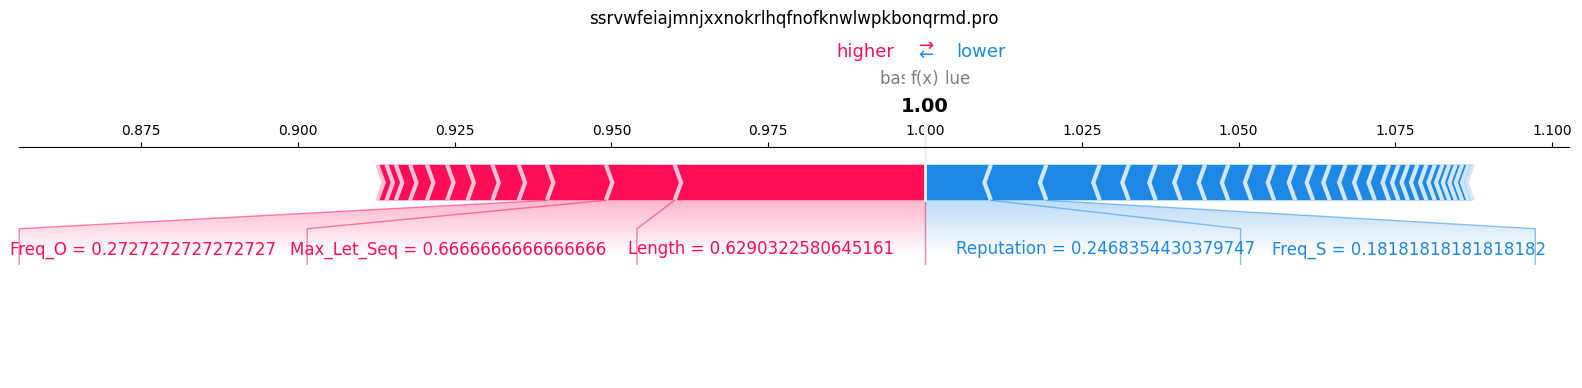 ssrvwfeiajmnjxxnokrlhqfnofknwlwpkbonqrmd.pro
higher ⇄ lower
f(x)
1.00
0.875 0.900 0.925 0.950 0.975 1.000 1.025 1.050 1.075 1.100
Freq_O = 0.2727272727272727 Max_Let_Seq = 0.6666666666666666 Length = 0.6290322580645161 Reputation = 0.2468354430379747 Freq_S = 0.18181818181818182